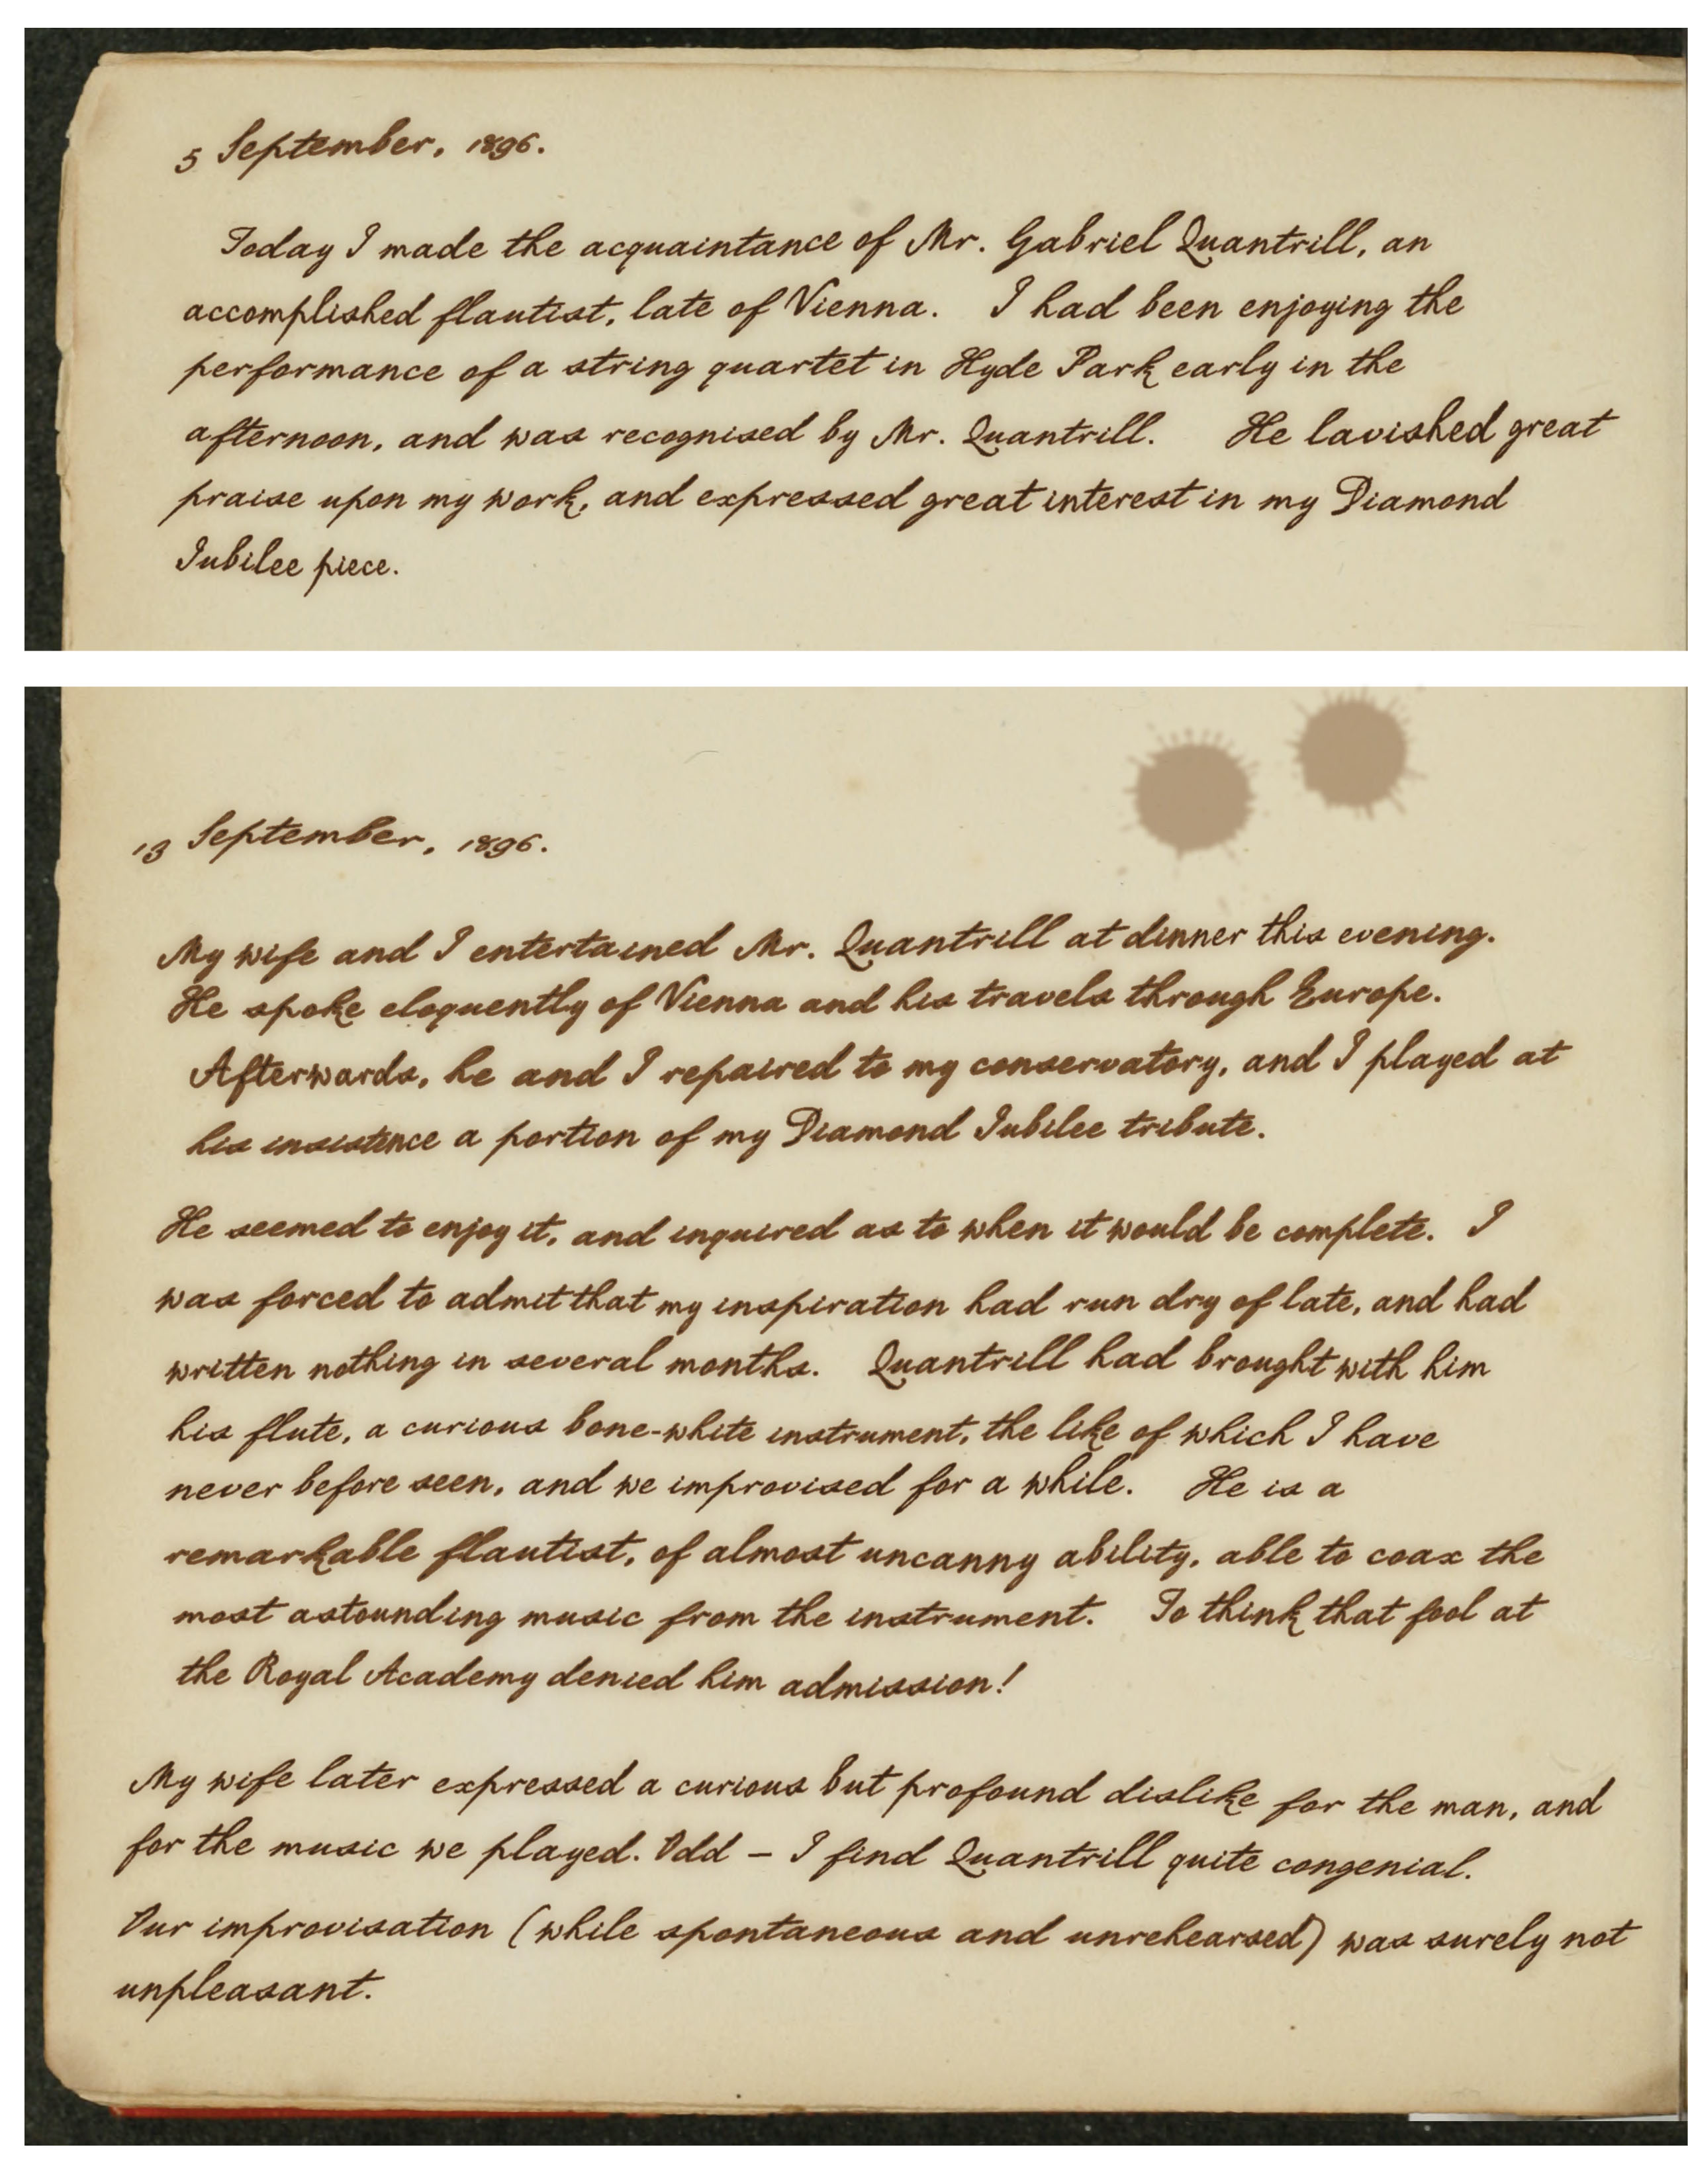 5 September, 1896.
Today I made the acquaintance of Mr. Gabriel Quantrill, an
accomplished flautist, late of Vienna. I had been enjoying the
performance of a string quartet in Hyde Park early in the
afternoon, and was recognised by Mr. Quantrill. He lavished great
praise upon my work, and expressed great interest in my Diamond
Jubilee piece.
13 September, 1896.
My wife and I entertained Mr. Quantrill at dinner this evening.
He spoke eloquently of Vienna and his travels through Europe.
Afterwards, he and I repaired to my conservatory, and I played at
his insistence a portion of my Diamond Jubilee tribute.
He seemed to enjoy it, and inquired as to when it would be complete. I
was forced to admit that my inspiration had run dry of late, and had
written nothing in several months. Quantrill had brought with him
his flute, a curious bone-white instrument, the like of which I have
never before seen, and we improvised for a while. He is a
remarkable flautist, of almost uncanny ability, able to coax the
most astounding music from the instrument. To think that fool at
the Royal Academy denied him admission!
My wife later expressed a curious but profound dislike for the man, and
for the music we played. Odd – I find Quantrill quite congenial.
Our improvisation (while spontaneous and unrehearsed) was surely not
unpleasant.